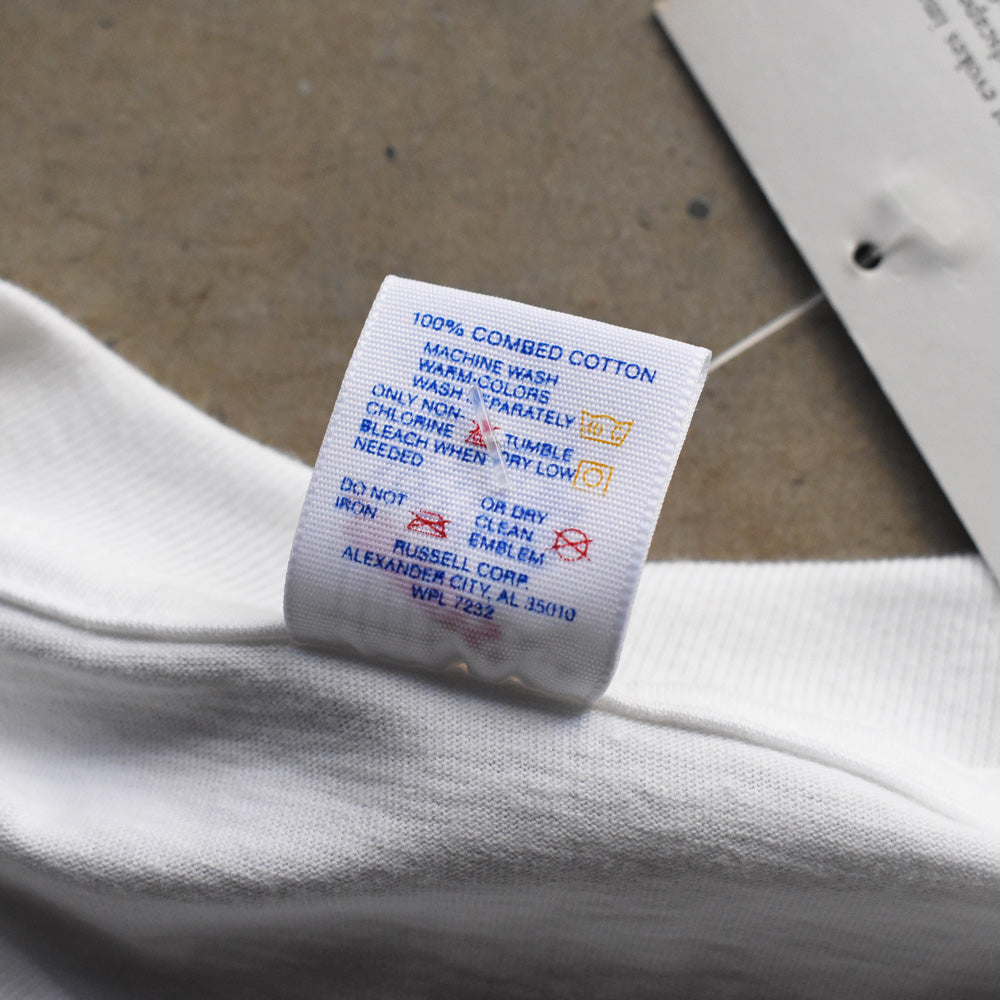 100% COMBED COTTON
MACHINE WASH
WARM-COLORS
WASH SEPARATELY
ONLY NON-
CHLORINE
BLEACH WHEN
NEEDED
TUMBLE
DRY LOW
DO NOT
IRON
OR DRY
CLEAN
EMBLEM
RUSSELL CORP.
ALEXANDER CITY, AL 35010
WPL 7232
evokes